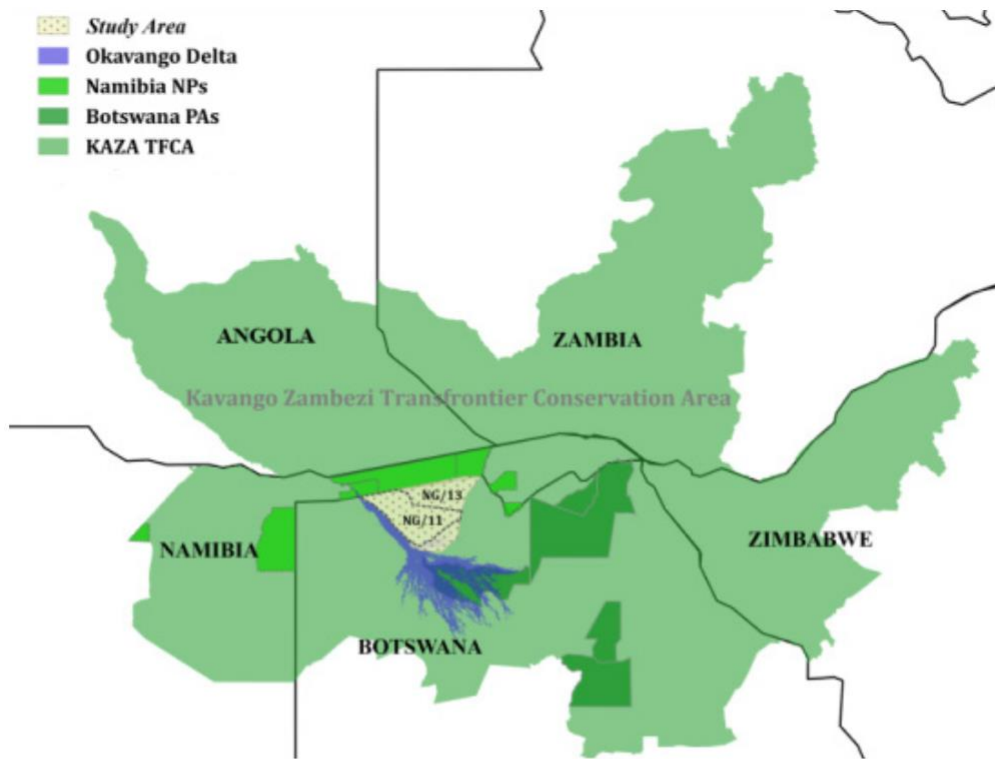 Study Area
Okavango Delta
Namibia NPs
Botswana PAs
KAZA TFCA
ANGOLA
ZAMBIA
Kavango Zambezi Transfrontier Conservation Area
NG/13
NG/11
NAMIBIA
ZIMBABWE
BOTSWANA